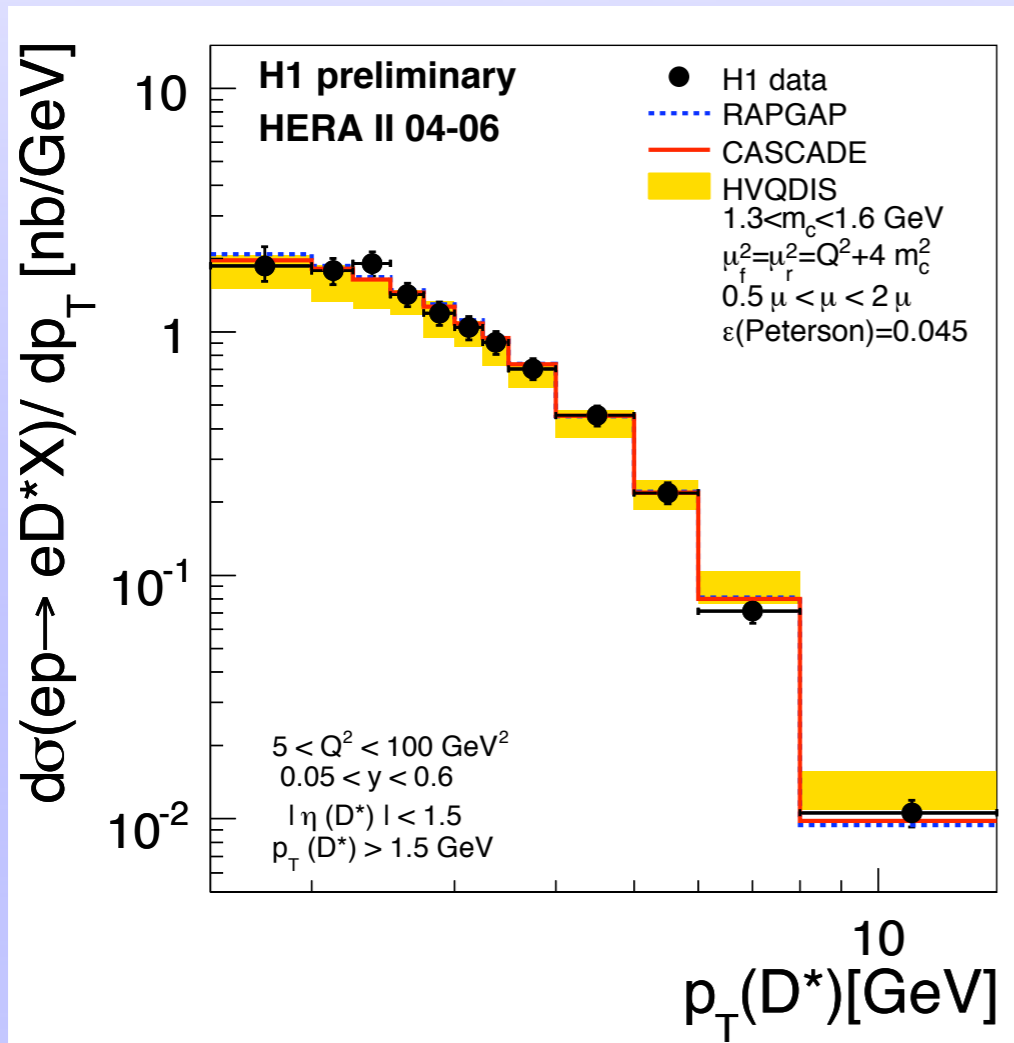 H1 preliminary
HERA II 04-06
H1 data
RAPGAP
CASCADE
HVQDIS
1.3<m_c<1.6 GeV
μ_f^2=μ_r^2=Q^2+4 m_c^2
0.5 μ < μ < 2 μ
ε(Peterson)=0.045
dσ(ep→ eD*X)/ dp_T [nb/GeV]
10
1
10^-1
10^-2
5 < Q^2 < 100 GeV^2
0.05 < y < 0.6
| η (D*) | < 1.5
p_T (D*) > 1.5 GeV
10
p_T(D*)[GeV]